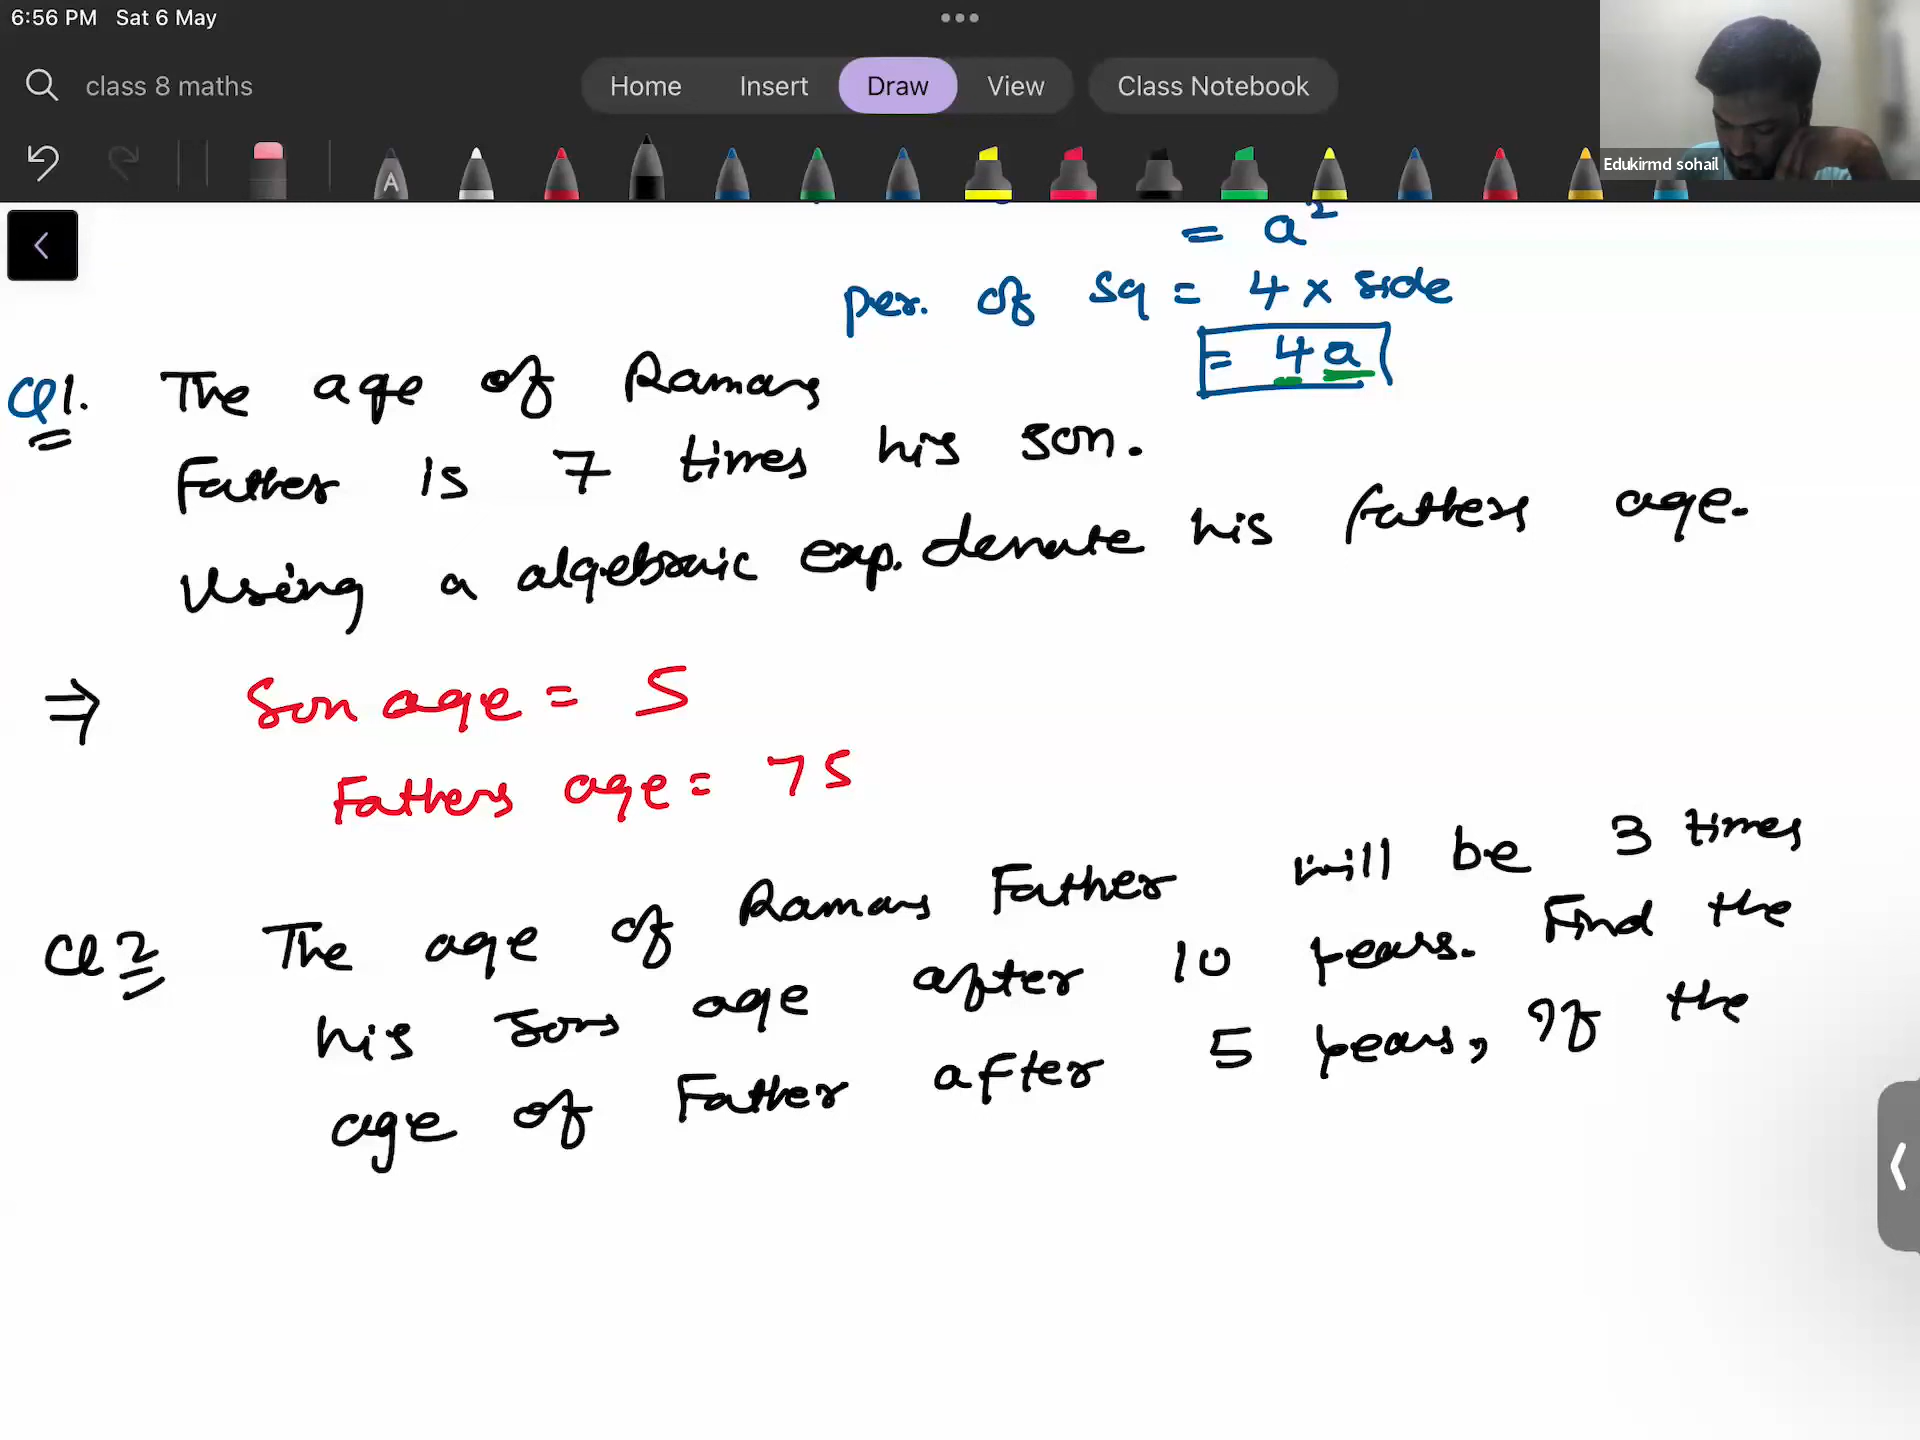 6:56 PM Sat 6 May
class 8 maths
Home Insert Draw View Class Notebook
A
Edukirmd sohail
= a²
per. of sq = 4 x side
= 4a
Q1. The age of Ramans
Father is 7 times his son.
Using a algebraic exp. denote his fathers age.
⇒ Son age = S
Fathers age = 7S
Q2 The age of Ramans Father will be 3 times
his sons age after 10 years. Find the
age of Father after 5 years, if the